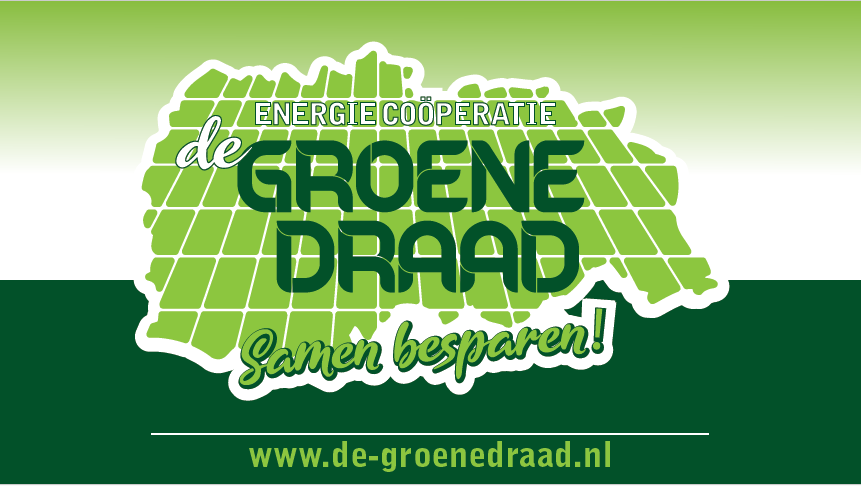 ENERGIE COÖPERATIE
de GROENE
DRAAD
Samen besparen!
www.de-groenedraad.nl